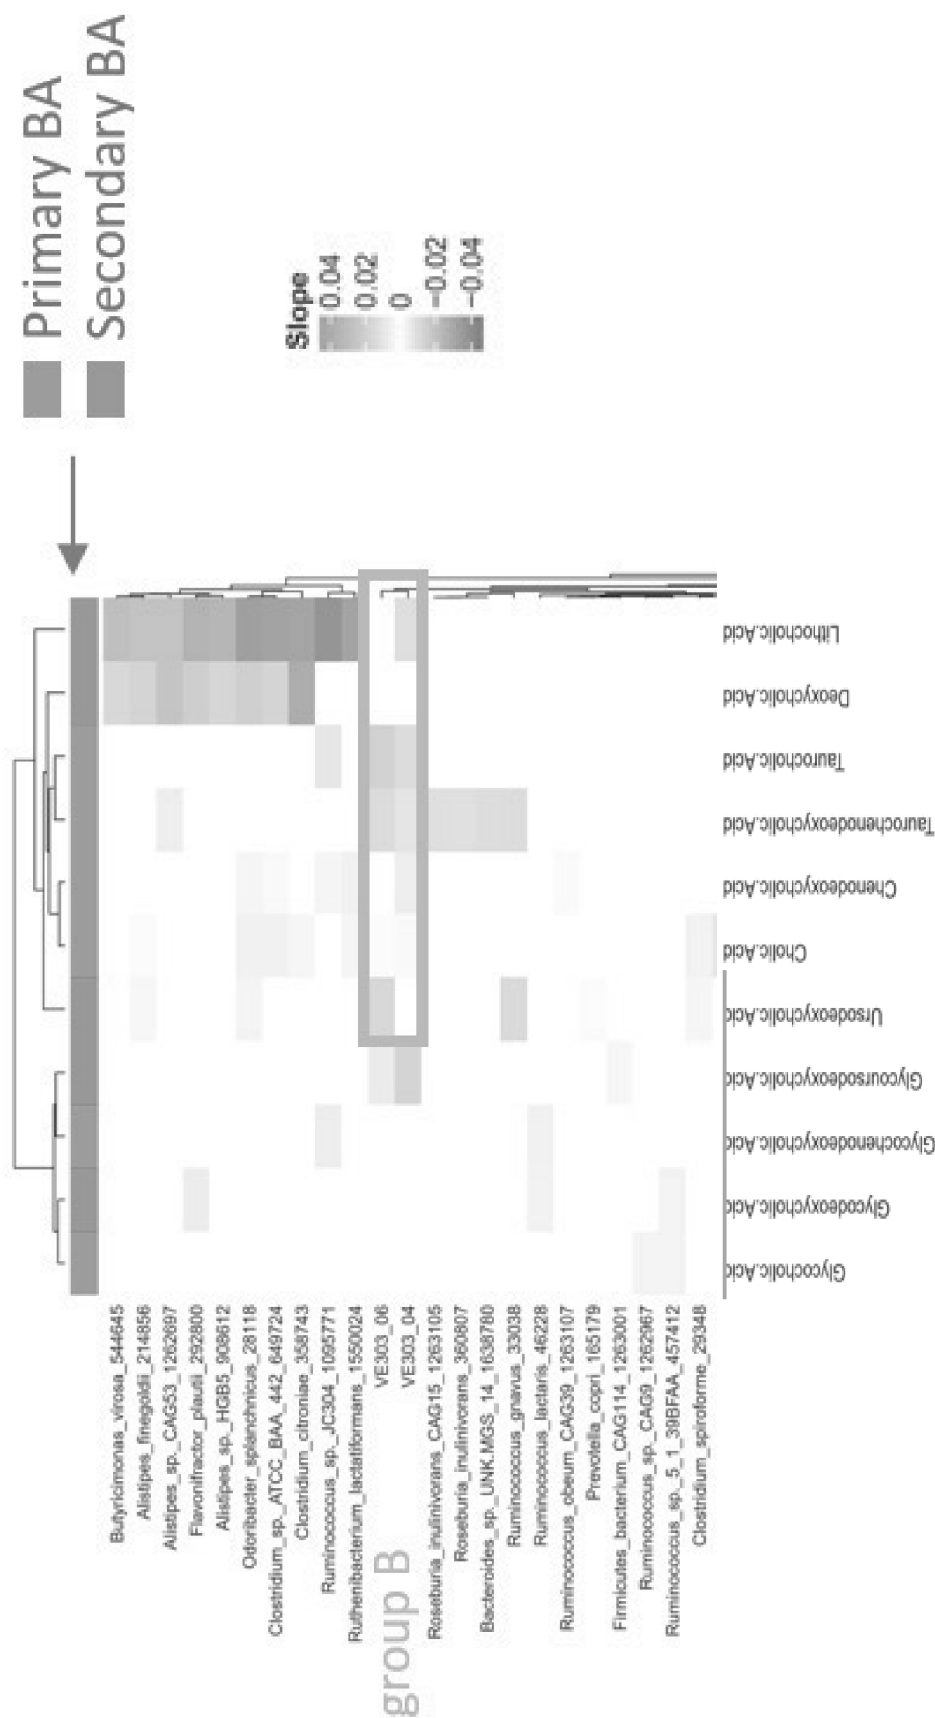 Primary BA
Secondary BA
Slope
0.04
0.02
0
-0.02
-0.04
Lithocholic.Acid
Deoxycholic.Acid
Taurocholic.Acid
Taurochenodeoxycholic.Acid
Chenodeoxycholic.Acid
Cholic.Acid
Ursodeoxycholic.Acid
Glycoursodeoxycholic.Acid
Glycochenodeoxycholic.Acid
Glycodeoxycholic.Acid
Glycocholic.Acid
Butyricimonas_virosa_544645
Alistipes_finegoldii_214856
Alistipes_sp._CAG53_1262697
Flavonifractor_plautii_292800
Alistipes_sp._HGB5_908612
Odoribacter_splanchnicus_28118
Clostridium_sp._ATCC_BAA_442_649724
Clostridium_citroniae_358743
Ruminococcus_sp._JC304_1095771
Ruthenibacterium_lactatiformans_1550024
VE303_06
VE303_04
Roseburia_inulinivorans_CAG15_1263105
Roseburia_inulinivorans_360807
Bacteroides_sp._UNK.MGS_14_1638780
Ruminococcus_gnavus_33038
Ruminococcus_lactaris_46228
Ruminococcus_obeum_CAG39_1263107
Prevotella_copri_165179
Firmicutes_bacterium_CAG114_1263001
Ruminococcus_sp._CAG9_1262967
Ruminococcus_sp._5_1_39BFAA_457412
Clostridium_spiroforme_29348
group B